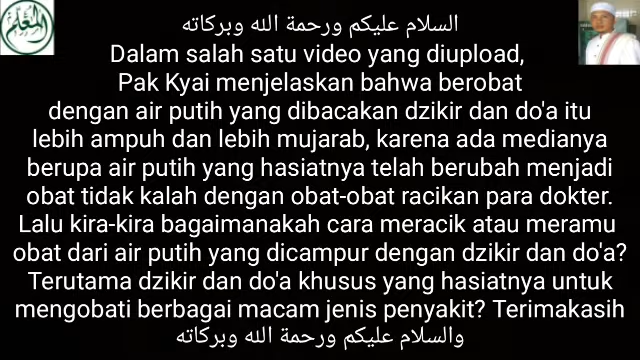 السلام عليكم ورحمة الله وبركاته
Dalam salah satu video yang diupload,
Pak Kyai menjelaskan bahwa berobat
dengan air putih yang dibacakan dzikir dan do'a itu
lebih ampuh dan lebih mujarab, karena ada medianya
berupa air putih yang hasiatnya telah berubah menjadi
obat tidak kalah dengan obat-obat racikan para dokter.
Lalu kira-kira bagaimanakah cara meracik atau meramu
obat dari air putih yang dicampur dengan dzikir dan do'a?
Terutama dzikir dan do'a khusus yang hasiatnya untuk
mengobati berbagai macam jenis penyakit? Terimakasih
والسلام عليكم ورحمة الله وبركاته